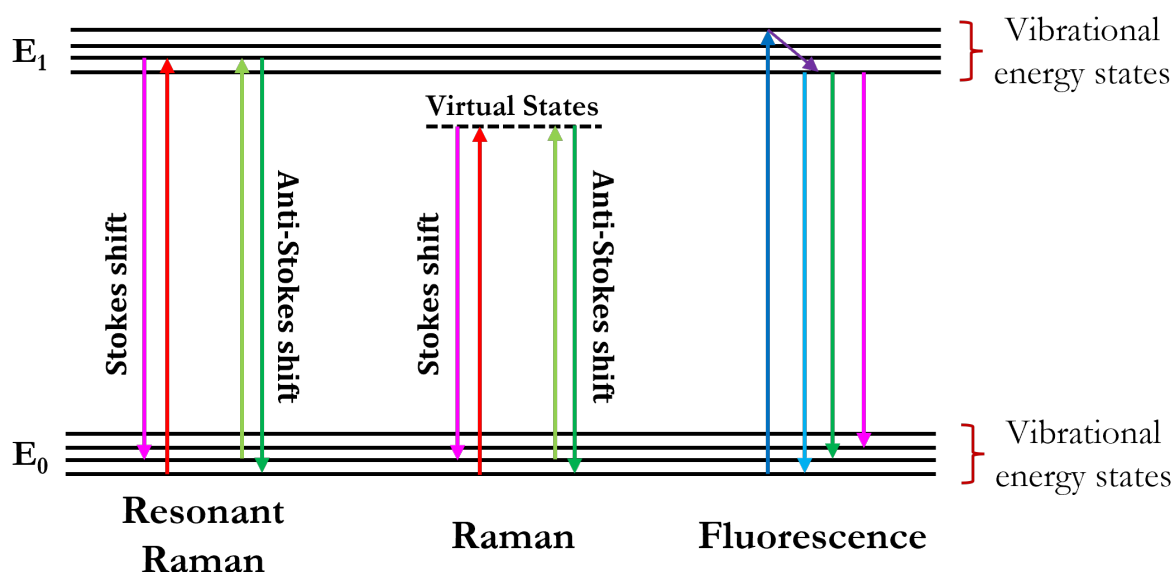 Vibrational
energy states
E₁
Virtual States
Stokes shift
Anti-Stokes shift
Stokes shift
Anti-Stokes shift
Vibrational
energy states
E₀
Resonant
Raman
Raman
Fluorescence